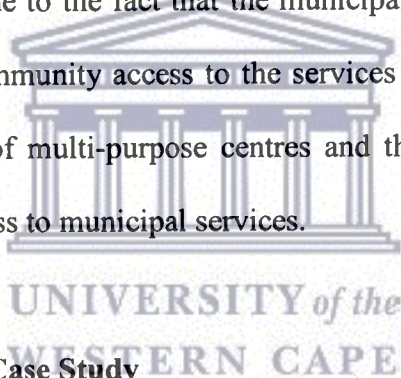 e to the fact that the municipa
mmunity access to the services
of multi-purpose centres and th
ss to municipal services.
UNIVERSITY of the
Case Study
WESTERN CAPE